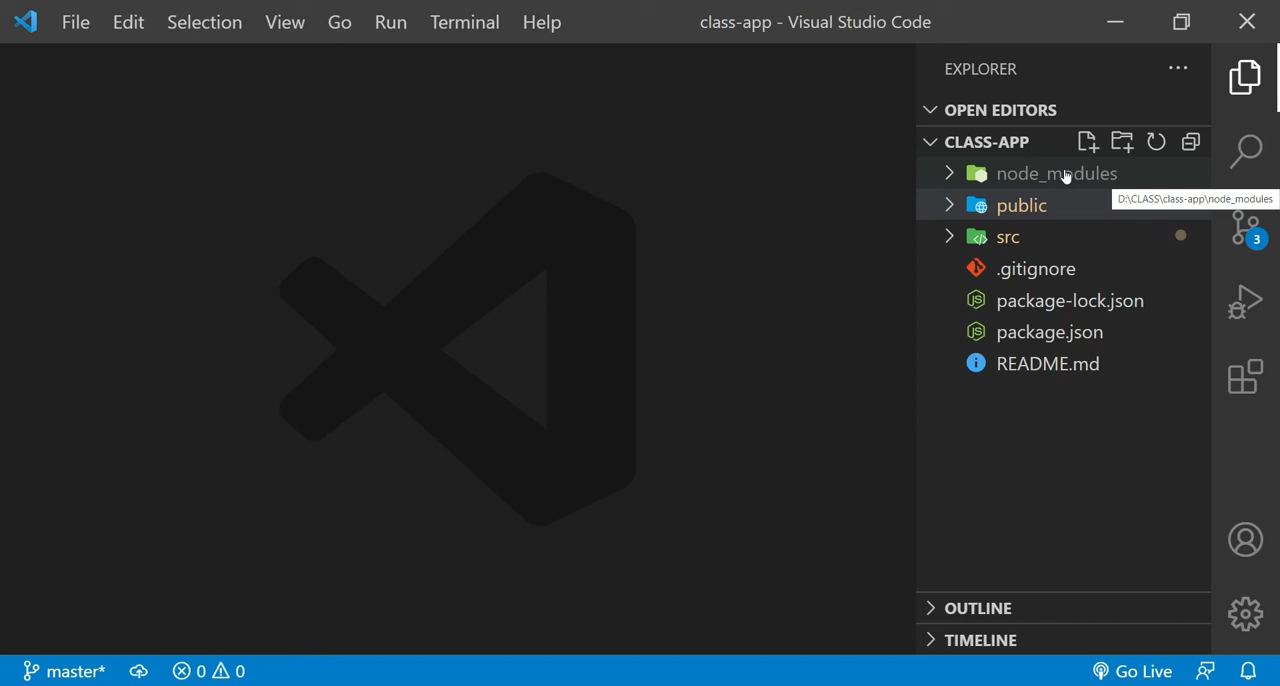 File Edit Selection View Go Run Terminal Help class-app - Visual Studio Code
EXPLORER
OPEN EDITORS
CLASS-APP
node_modules
D:\CLASS\class-app\node_modules
public
src
3
.gitignore
package-lock.json
package.json
README.md
OUTLINE
TIMELINE
master* 0 0 Go Live